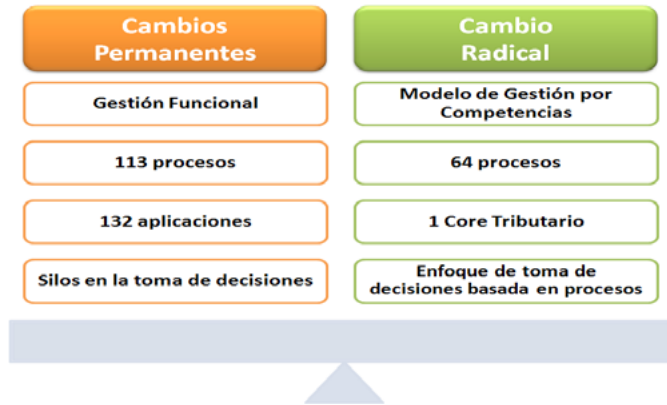 Cambios
Permanentes
Gestión Funcional
113 procesos
132 aplicaciones
Silos en la toma de decisiones
Cambio
Radical
Modelo de Gestión por
Competencias
64 procesos
1 Core Tributario
Enfoque de toma de
decisiones basada en procesos